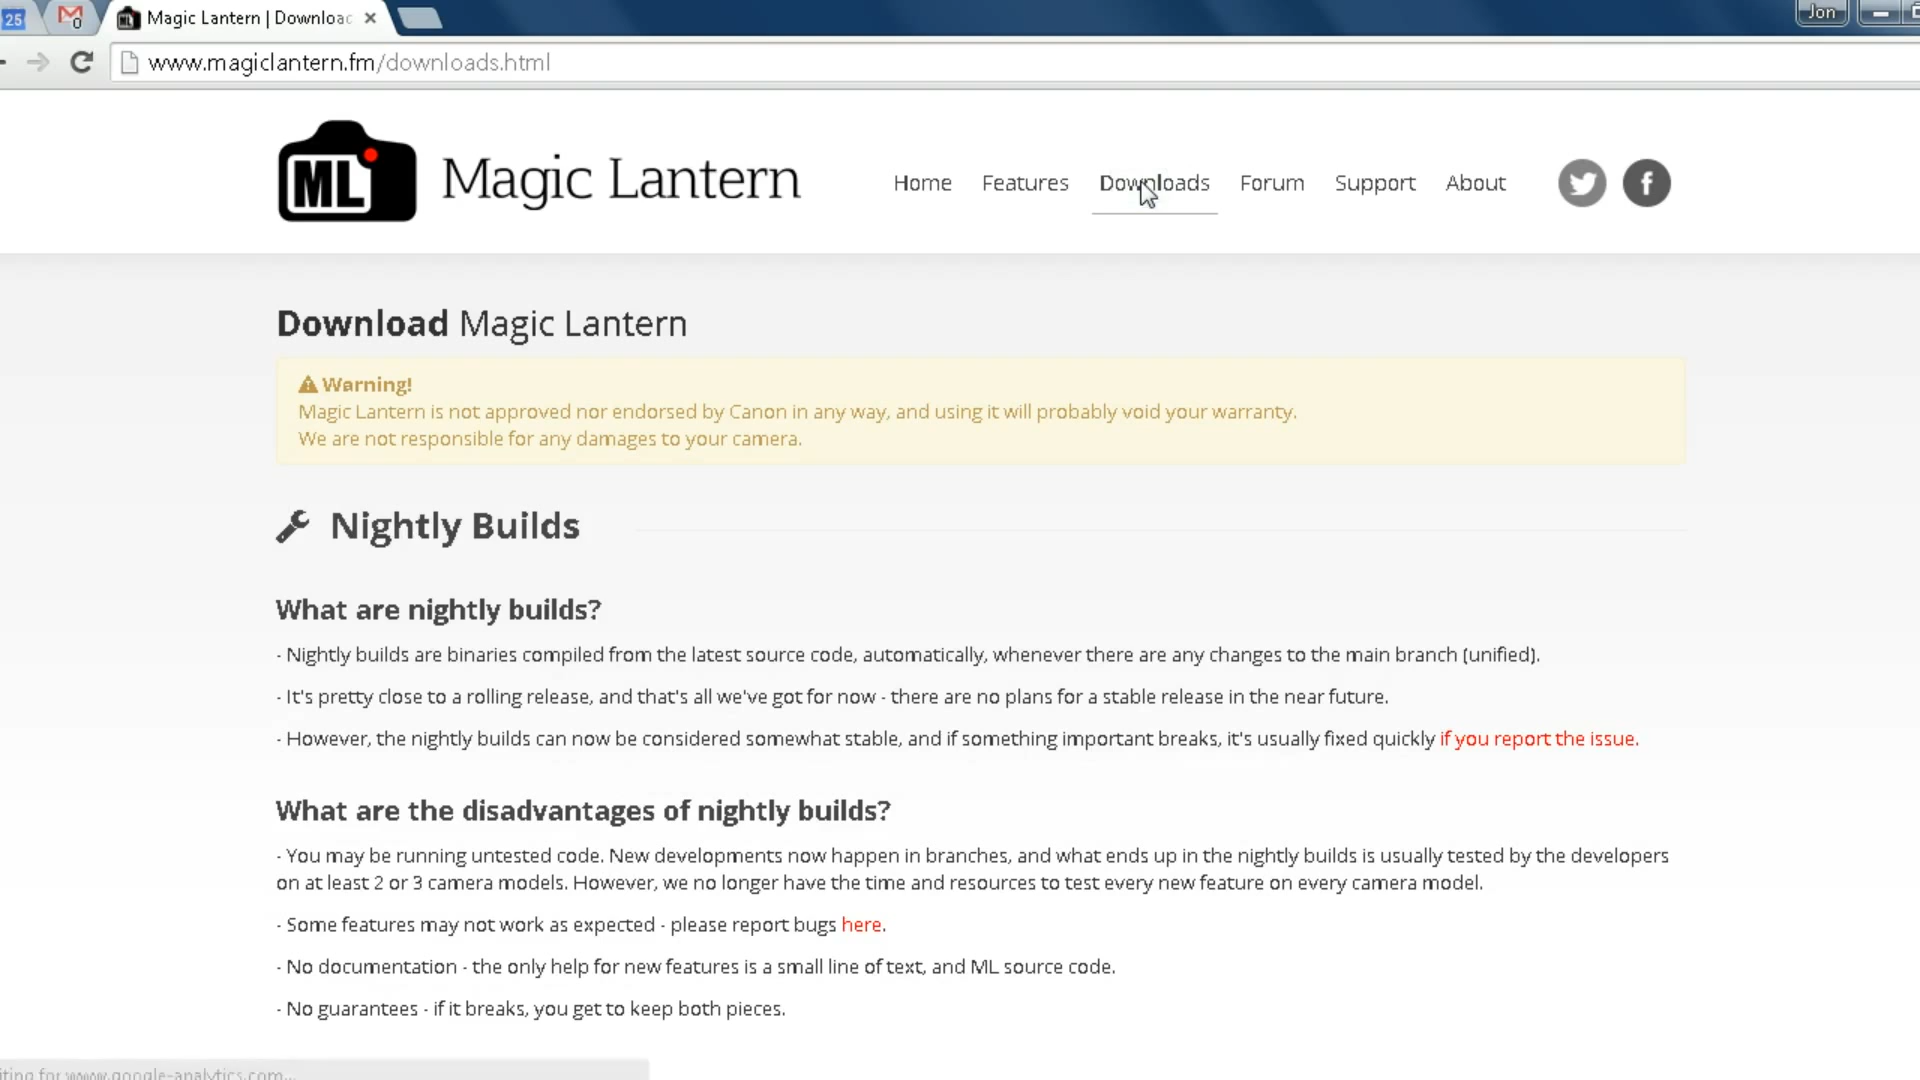 25
0
Magic Lantern | Downloac
Jon
www.magiclantern.fm/downloads.html
ML
Magic Lantern
Home
Features
Downloads
Forum
Support
About
Download Magic Lantern
Warning!
Magic Lantern is not approved nor endorsed by Canon in any way, and using it will probably void your warranty.
We are not responsible for any damages to your camera.
Nightly Builds
What are nightly builds?
- Nightly builds are binaries compiled from the latest source code, automatically, whenever there are any changes to the main branch (unified).
- It's pretty close to a rolling release, and that's all we've got for now - there are no plans for a stable release in the near future.
- However, the nightly builds can now be considered somewhat stable, and if something important breaks, it's usually fixed quickly if you report the issue.
What are the disadvantages of nightly builds?
- You may be running untested code. New developments now happen in branches, and what ends up in the nightly builds is usually tested by the developers
on at least 2 or 3 camera models. However, we no longer have the time and resources to test every new feature on every camera model.
- Some features may not work as expected - please report bugs here.
- No documentation - the only help for new features is a small line of text, and ML source code.
- No guarantees - if it breaks, you get to keep both pieces.
iting for www.google-analytics.com...